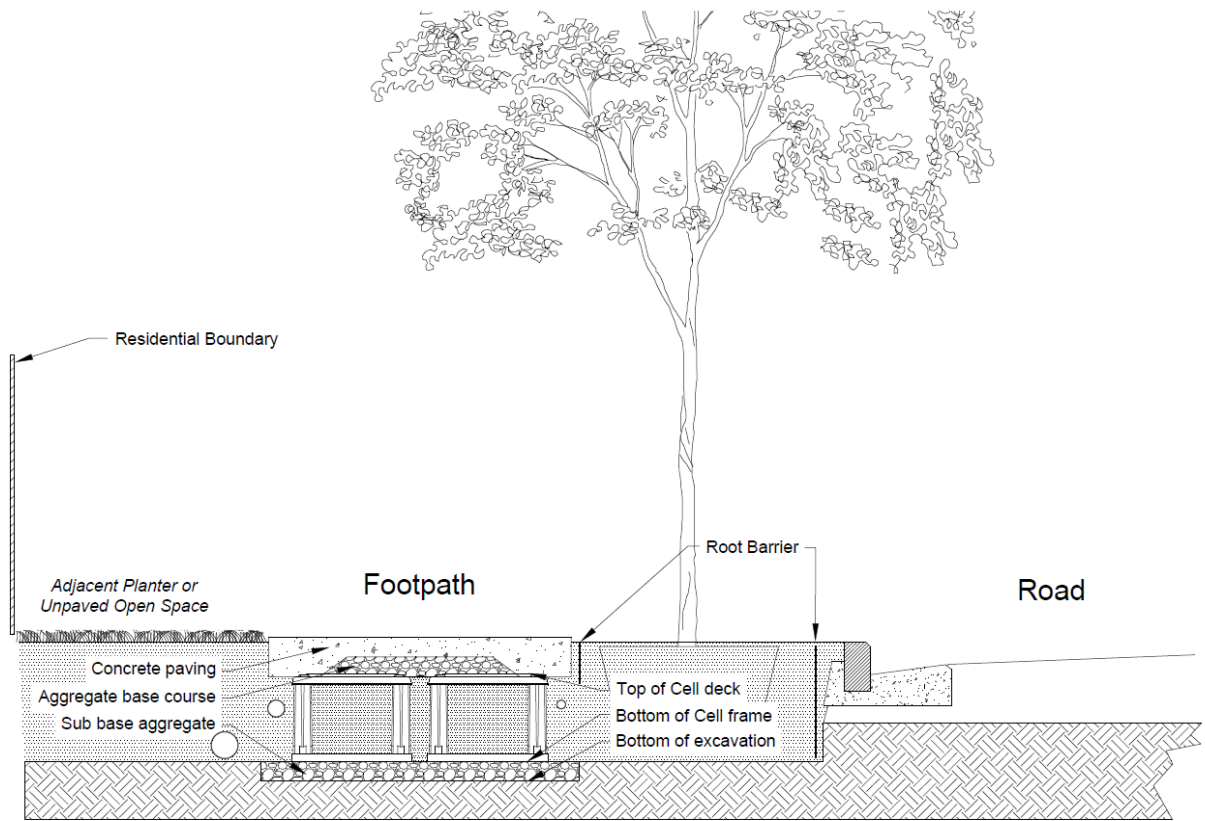 Residential Boundary
Root Barrier
Adjacent Planter or
Unpaved Open Space
Footpath
Road
Concrete paving
Aggregate base course
Sub base aggregate
Top of Cell deck
Bottom of Cell frame
Bottom of excavation